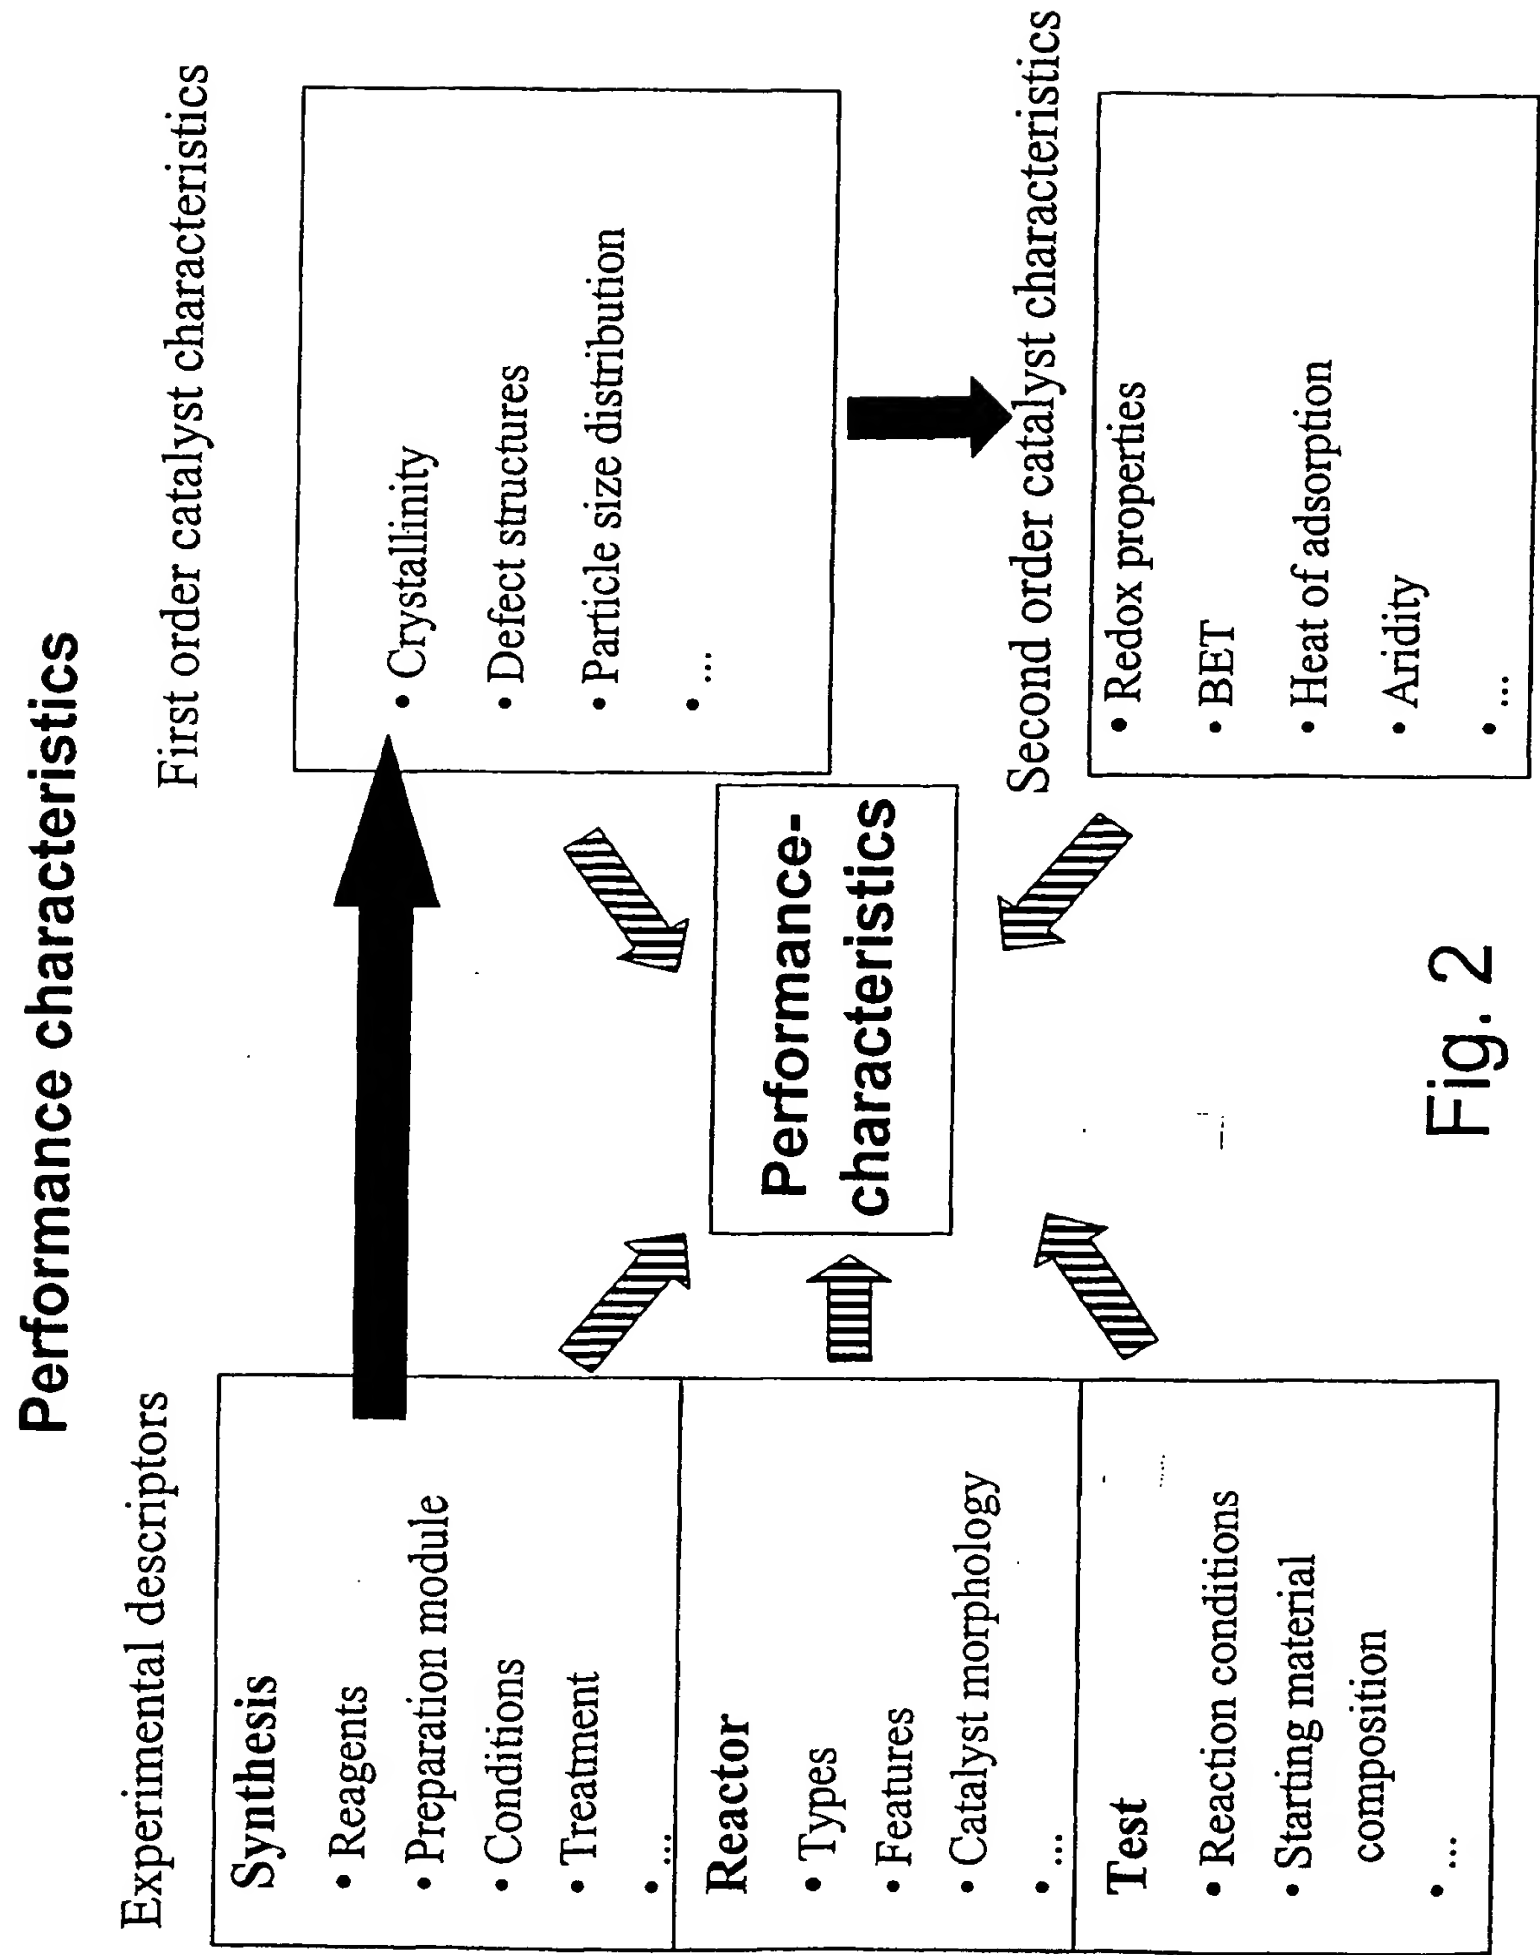 Performance characteristics
Experimental descriptors
Synthesis
• Reagents
• Preparation module
• Conditions
• Treatment
• ...
Reactor
• Types
• Features
• Catalyst morphology
• ...
Test
• Reaction conditions
• Starting material
composition
• ...
Performance-
characteristics
First order catalyst characteristics
• Crystallinity
• Defect structures
• Particle size distribution
• ...
Second order catalyst characteristics
• Redox properties
• BET
• Heat of adsorption
• Aridity
• ...
Fig. 2